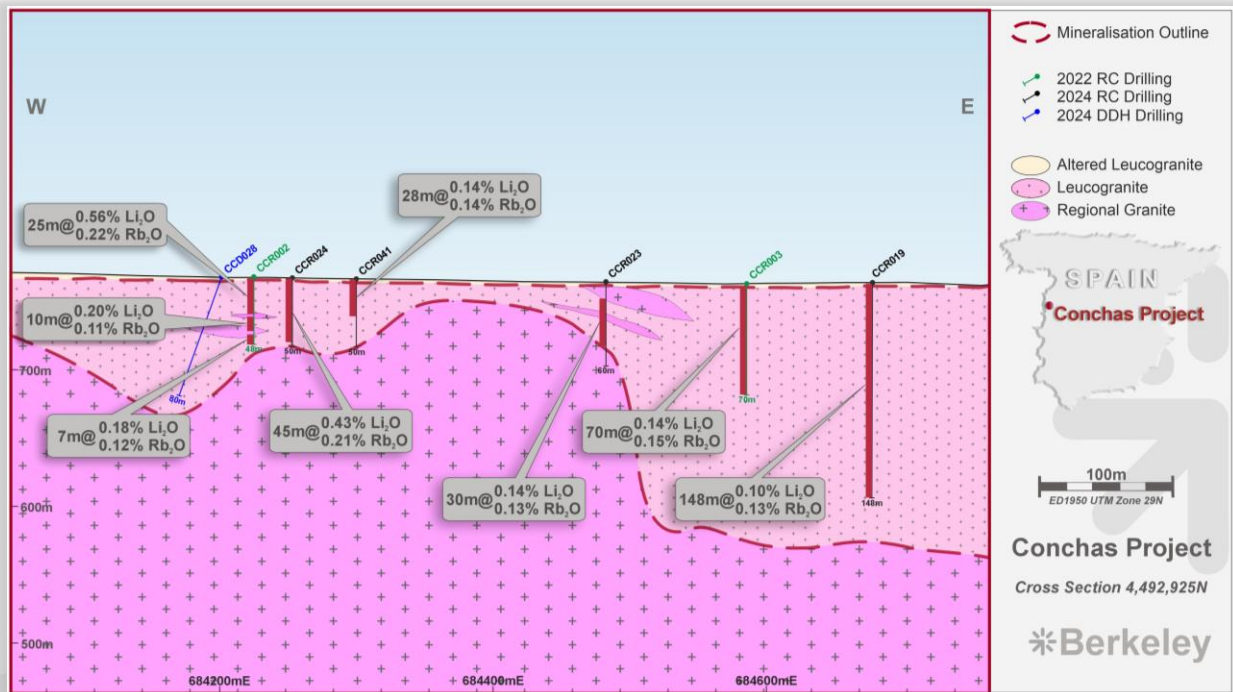 W
E
25m@
0.56% Li₂O
0.22% Rb₂O
28m@
0.14% Li₂O
0.14% Rb₂O
CCD028
CCR002
CCR024
CCR041
CCR023
CCR003
CCR019
10m@
0.20% Li₂O
0.11% Rb₂O
48m
50m
50m
60m
70m
80m
148m
7m@
0.18% Li₂O
0.12% Rb₂O
45m@
0.43% Li₂O
0.21% Rb₂O
30m@
0.14% Li₂O
0.13% Rb₂O
70m@
0.14% Li₂O
0.15% Rb₂O
148m@
0.10% Li₂O
0.13% Rb₂O
700m
600m
500m
684200mE
684400mE
684600mE
Mineralisation Outline
2022 RC Drilling
2024 RC Drilling
2024 DDH Drilling
Altered Leucogranite
Leucogranite
Regional Granite
SPAIN
Conchas Project
100m
ED1950 UTM Zone 29N
Conchas Project
Cross Section 4,492,925N
Berkeley